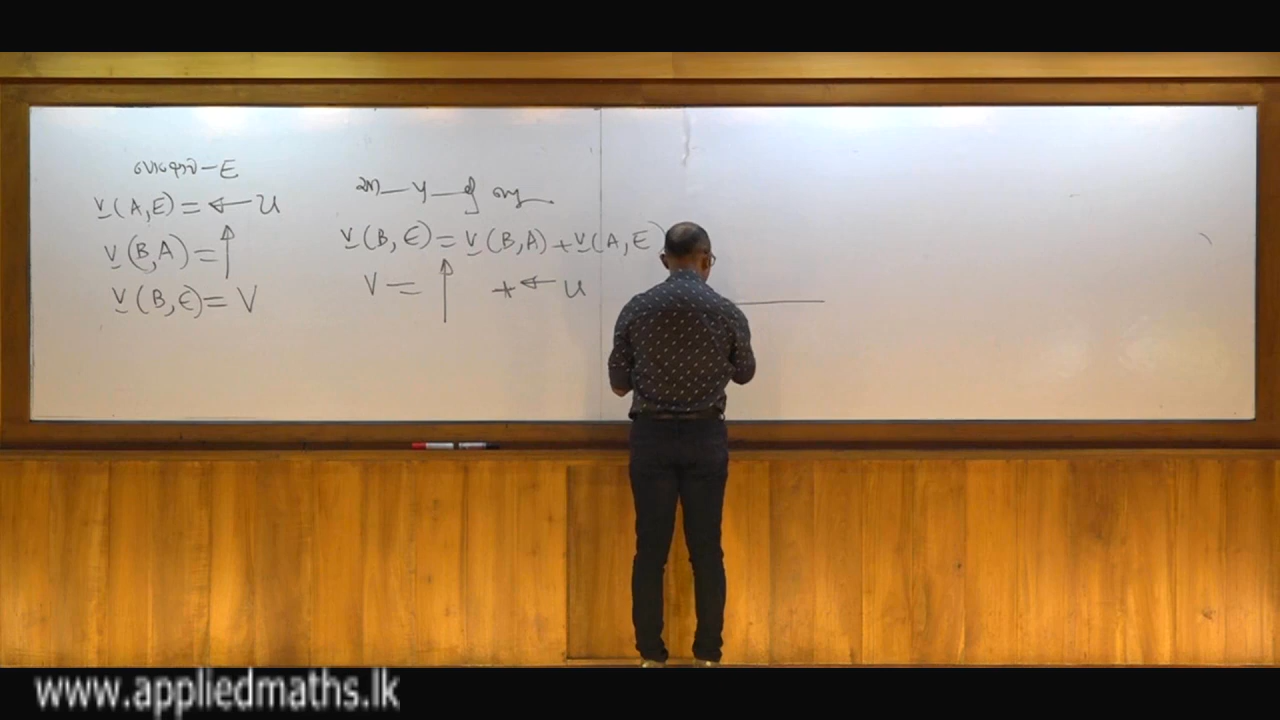 – E
v(A,E) = ← u
v(B,A) = ↑
v(B,E) = V
v(B,E) = v(B,A) + v(A,E)
V = ↑ + ← u
www.appliedmaths.lk